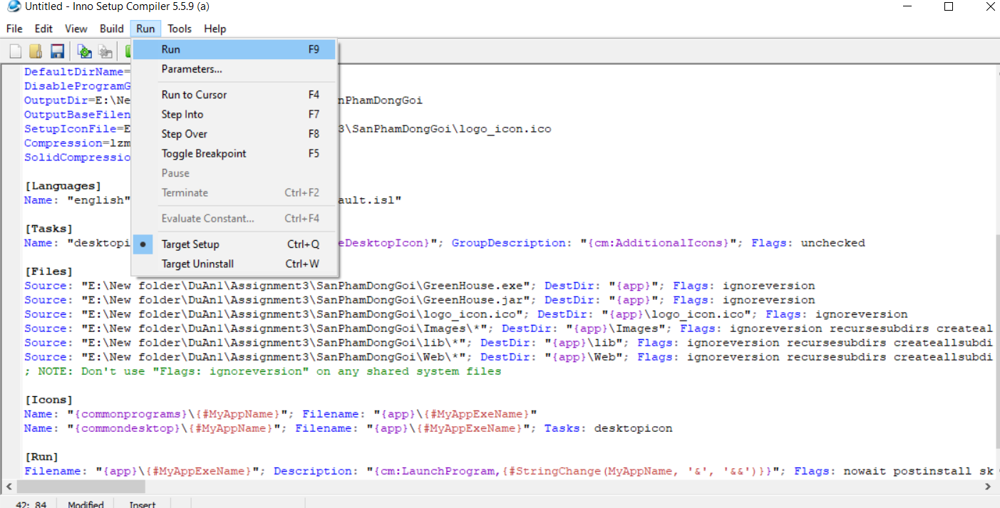 Untitled - Inno Setup Compiler 5.5.9 (a)
File Edit View Build Run Tools Help
Run F9
Parameters...
Run to Cursor F4
Step Into F7
Step Over F8
Toggle Breakpoint F5
Pause
Terminate Ctrl+F2
Evaluate Constant... Ctrl+F4
Target Setup Ctrl+Q
Target Uninstall Ctrl+W
DefaultDirName=
DisableProgramG
OutputDir=E:\Ne nPhamDongGoi
OutputBaseFilen
SetupIconFile=E 3\SanPhamDongGoi\logo_icon.ico
Compression=lzm
SolidCompressio
[Languages]
Name: "english" ault.isl"
[Tasks]
Name: "desktopi eDesktopIcon}"; GroupDescription: "{cm:AdditionalIcons}"; Flags: unchecked
[Files]
Source: "E:\New folder\DuAn1\Assignment3\SanPhamDongGoi\GreenHouse.exe"; DestDir: "{app}"; Flags: ignoreversion
Source: "E:\New folder\DuAn1\Assignment3\SanPhamDongGoi\GreenHouse.jar"; DestDir: "{app}"; Flags: ignoreversion
Source: "E:\New folder\DuAn1\Assignment3\SanPhamDongGoi\logo_icon.ico"; DestDir: "{app}\logo_icon.ico"; Flags: ignoreversion
Source: "E:\New folder\DuAn1\Assignment3\SanPhamDongGoi\Images\*"; DestDir: "{app}\Images"; Flags: ignoreversion recursesubdirs createal
Source: "E:\New folder\DuAn1\Assignment3\SanPhamDongGoi\lib\*"; DestDir: "{app}\lib"; Flags: ignoreversion recursesubdirs createallsubdi
Source: "E:\New folder\DuAn1\Assignment3\SanPhamDongGoi\Web\*"; DestDir: "{app}\Web"; Flags: ignoreversion recursesubdirs createallsubdi
; NOTE: Don't use "Flags: ignoreversion" on any shared system files
[Icons]
Name: "{commonprograms}\{#MyAppName}"; Filename: "{app}\{#MyAppExeName}"
Name: "{commondesktop}\{#MyAppName}"; Filename: "{app}\{#MyAppExeName}"; Tasks: desktopicon
[Run]
Filename: "{app}\{#MyAppExeName}"; Description: "{cm:LaunchProgram,{#StringChange(MyAppName, '&', '&&')}}"; Flags: nowait postinstall sk
42: 84 Modified Insert